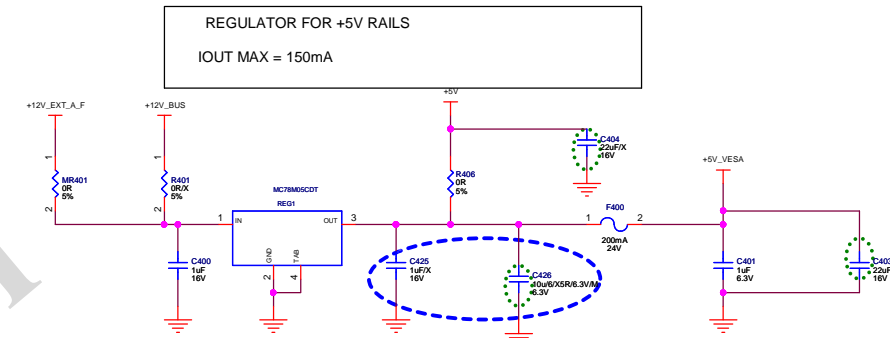 REGULATOR FOR +5V RAILS
IOUT MAX = 150mA
+12V_EXT_A_F
+12V_BUS
+5V
+5V_VESA
1
MR401
0R
5%
2
1
R401
0R/X
5%
2
C400
1uF
16V
MC78M05CDT
REG1
1
IN
OUT
3
GND
TAB
2
4
R406
0R
5%
C404
22uF/X
16V
C425
1uF/X
16V
C426
10u/6/X5R/6.3V/M
6.3V
F400
1
2
200mA
24V
C401
1uF
6.3V
C403
22uF
16V